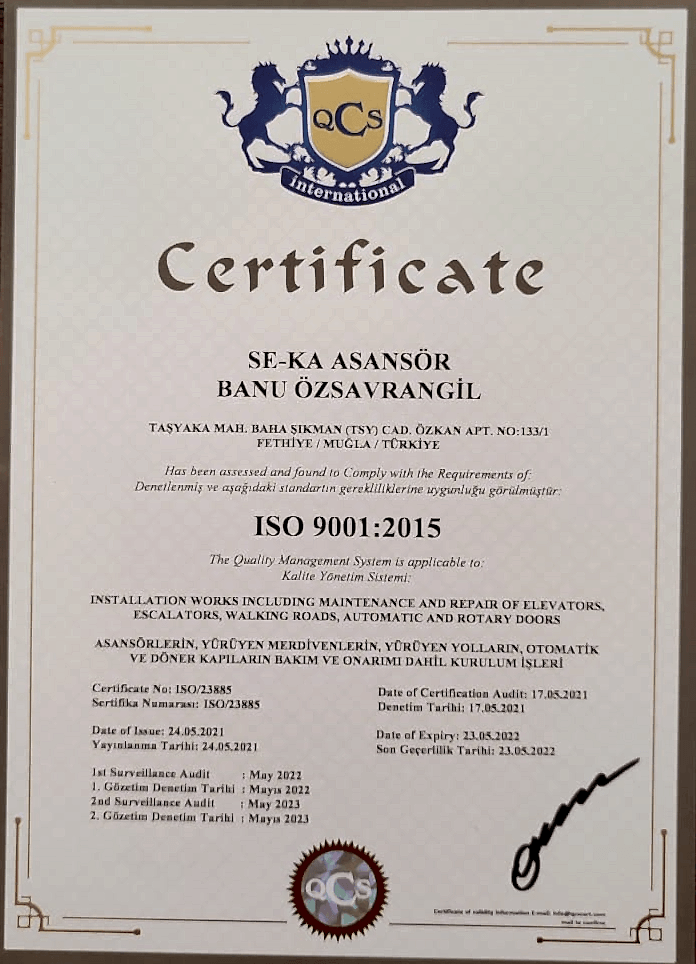 QCS
international
Certificate
SE-KA ASANSÖR
BANU ÖZSAVRANGİL
TAŞYAKA MAH. BAHA ŞIKMAN (TSY) CAD. ÖZKAN APT. NO:133/1
FETHİYE / MUĞLA / TÜRKİYE
Has been assessed and found to Comply with the Requirements of:
Denetlenmiş ve aşağıdaki standartın gerekliliklerine uygunluğu görülmüştür:
ISO 9001:2015
The Quality Management System is applicable to:
Kalite Yönetim Sistemi:
INSTALLATION WORKS INCLUDING MAINTENANCE AND REPAIR OF ELEVATORS,
ESCALATORS, WALKING ROADS, AUTOMATIC AND ROTARY DOORS
ASANSÖRLERİN, YÜRÜYEN MERDİVENLERİN, YÜRÜYEN YOLLARIN, OTOMATİK
VE DÖNER KAPILARIN BAKIM VE ONARIMI DAHİL KURULUM İŞLERİ
Certificate No: ISO/23885
Sertifika Numarası: ISO/23885
Date of Certification Audit: 17.05.2021
Denetim Tarihi: 17.05.2021
Date of Issue: 24.05.2021
Yayınlanma Tarihi: 24.05.2021
Date of Expiry: 23.05.2022
Son Geçerlilik Tarihi: 23.05.2022
1st Surveillance Audit : May 2022
1. Gözetim Denetim Tarihi : Mayıs 2022
2nd Surveillance Audit : May 2023
2. Gözetim Denetim Tarihi : Mayıs 2023
QCS
Certificate of validity information E-mail:
mail to confirm